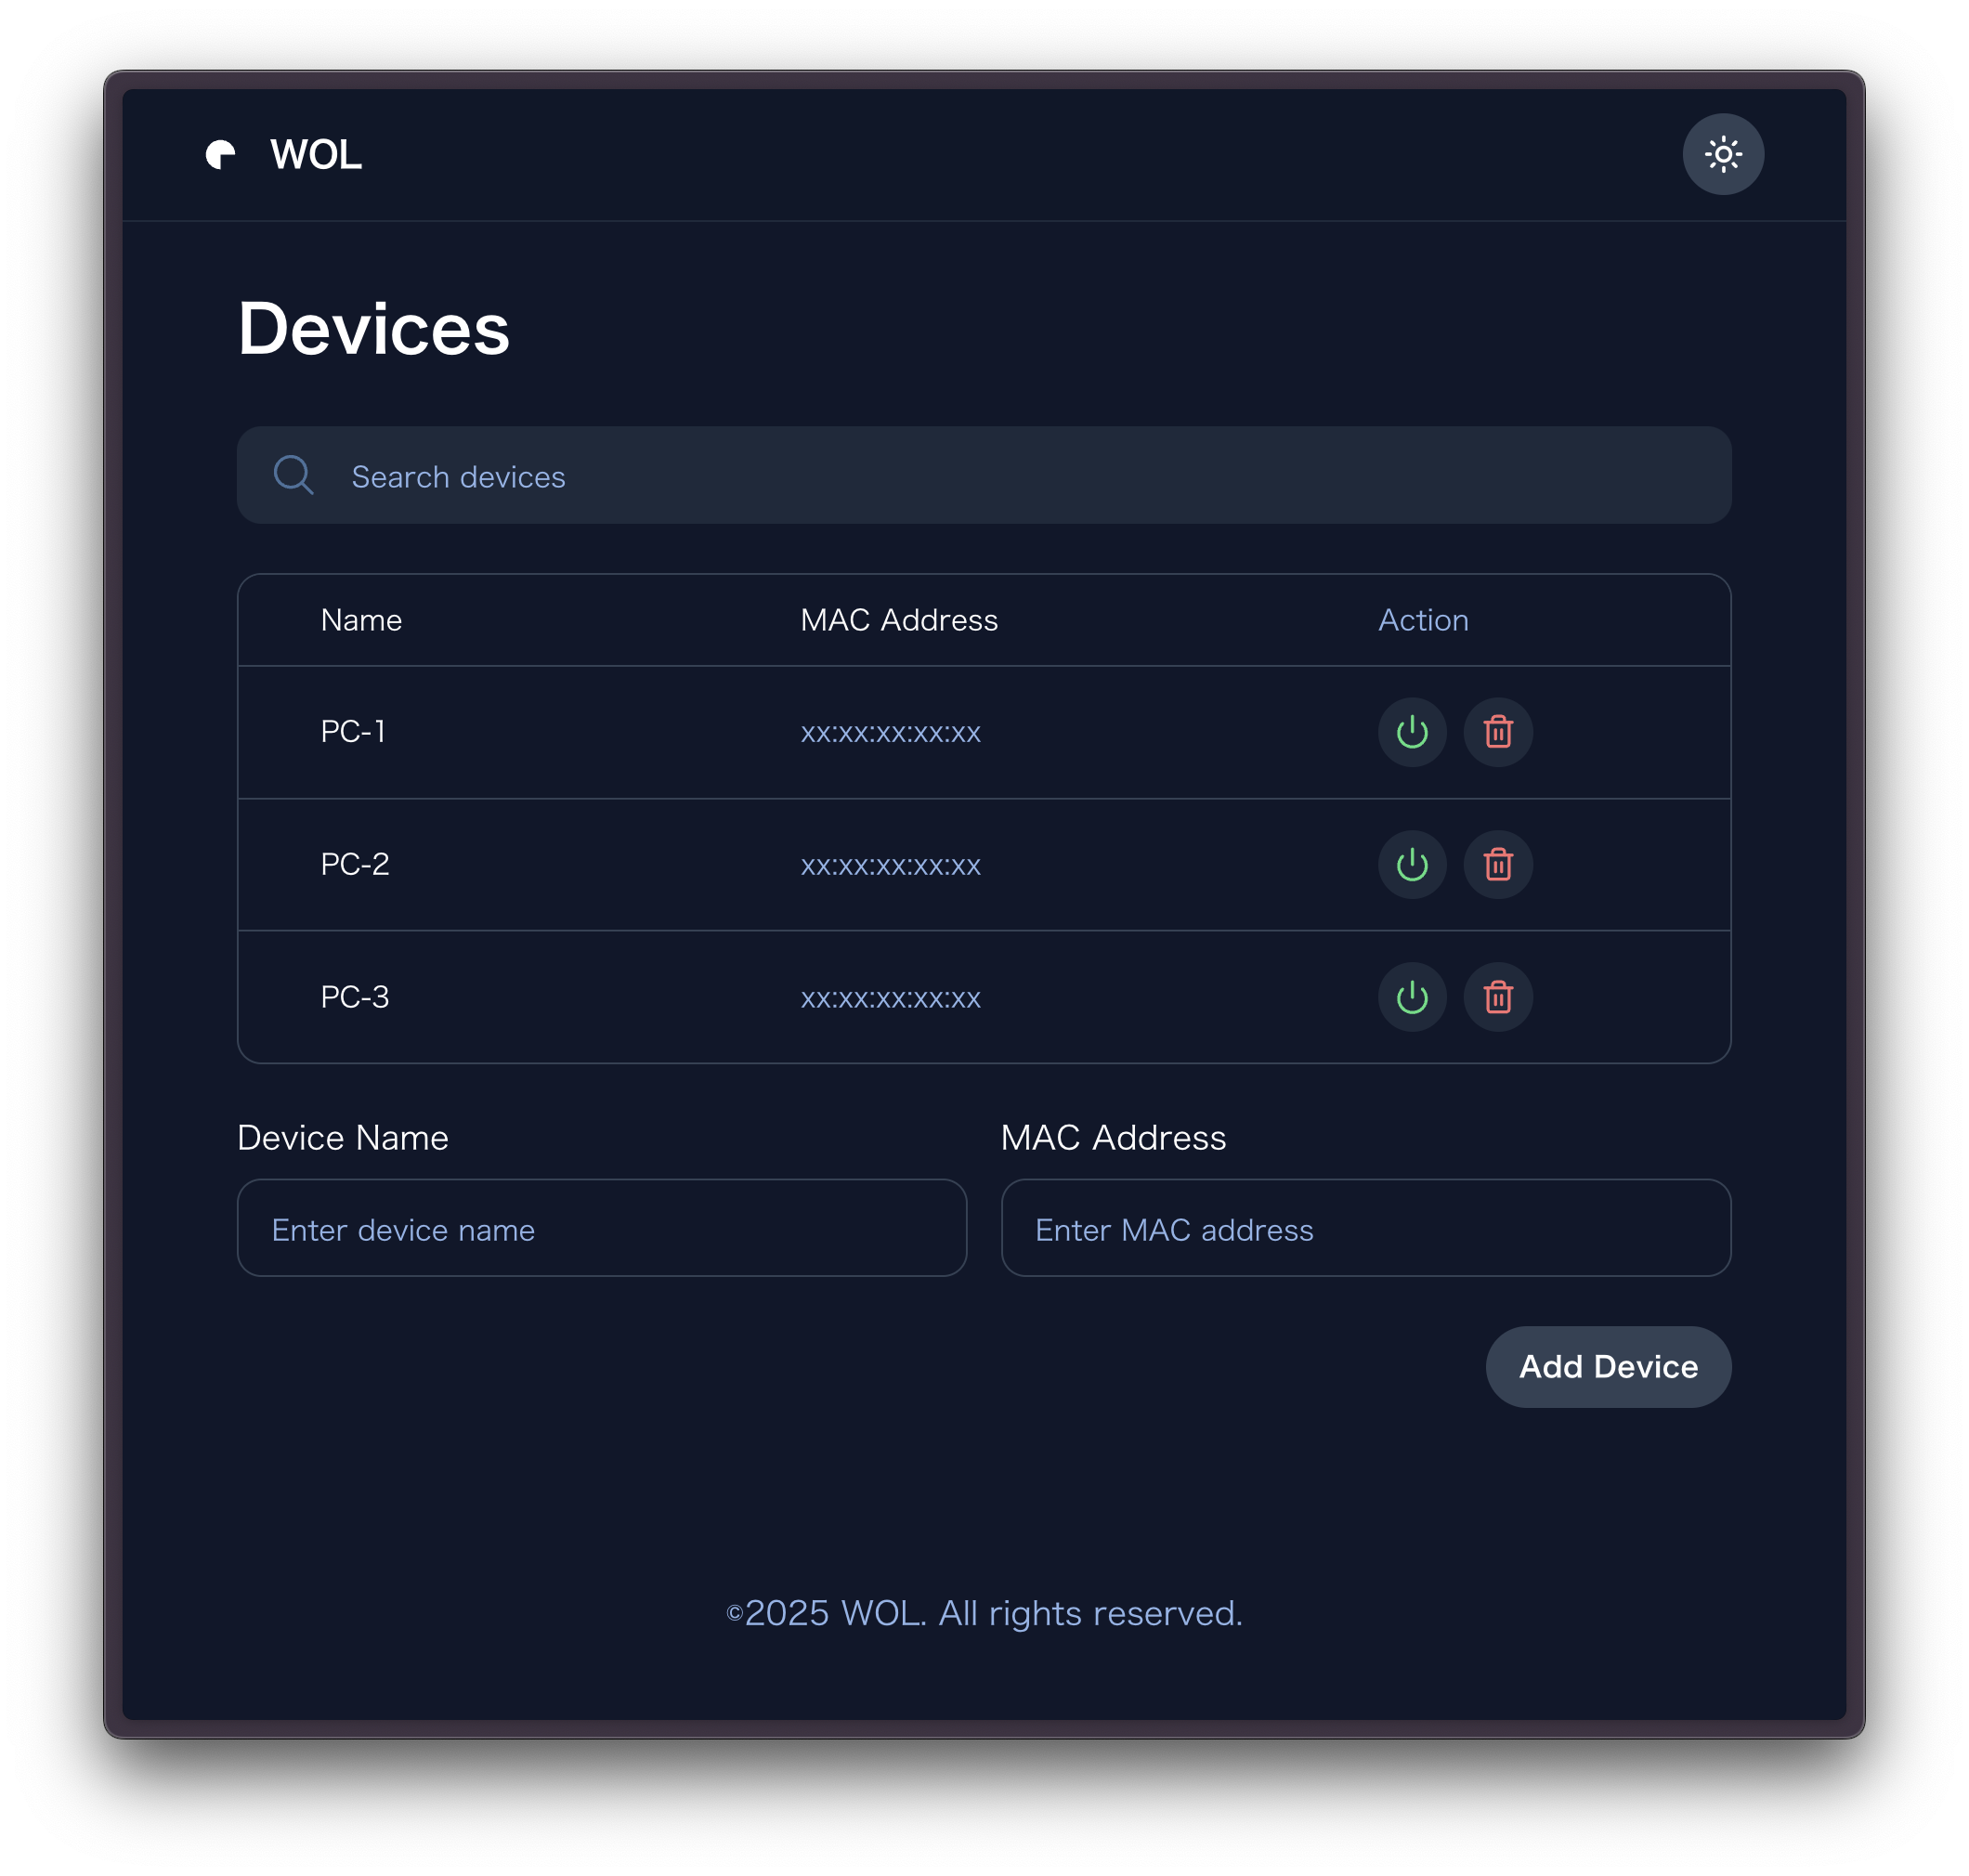 WOL
Devices
Search devices
Name MAC Address Action
PC-1 xx:xx:xx:xx:xx
PC-2 xx:xx:xx:xx:xx
PC-3 xx:xx:xx:xx:xx
Device Name MAC Address
Enter device name Enter MAC address
Add Device
©2025 WOL. All rights reserved.